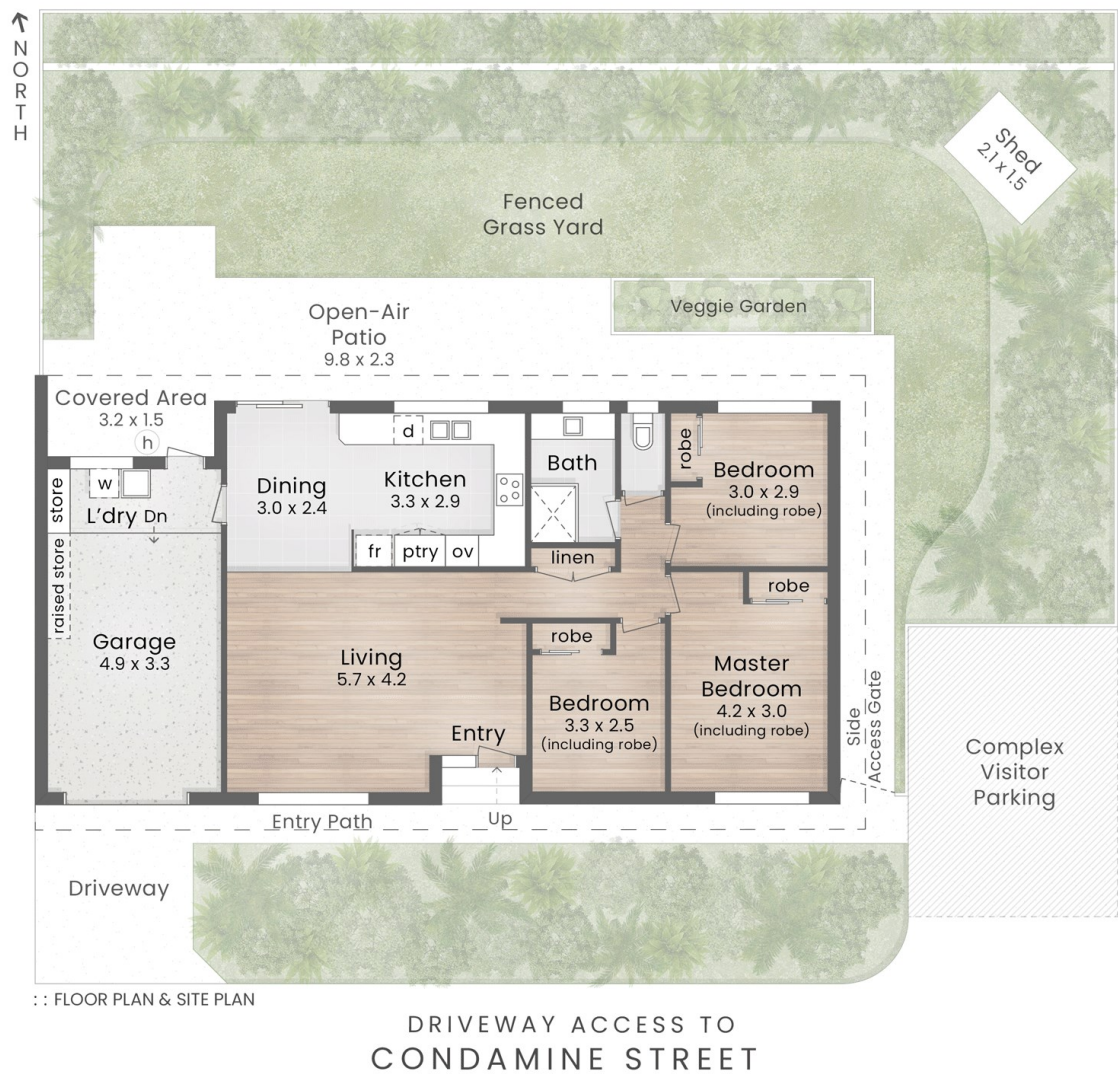 NORTH
Shed
2.1 x 1.5
Fenced
Grass Yard
Veggie Garden
Open-Air
Patio
9.8 x 2.3
Covered Area
3.2 x 1.5
h
d
robe
Bath
Bedroom
3.0 x 2.9
(including robe)
Kitchen
3.3 x 2.9
Dining
3.0 x 2.4
store
w
L'dry
Dn
fr
ptry
ov
linen
raised store
robe
Garage
4.9 x 3.3
Living
5.7 x 4.2
robe
Master
Bedroom
4.2 x 3.0
(including robe)
Bedroom
3.3 x 2.5
(including robe)
Entry
Side
Access Gate
Complex
Visitor
Parking
Entry Path
Up
Driveway
: : FLOOR PLAN & SITE PLAN
DRIVEWAY ACCESS TO
CONDAMINE STREET